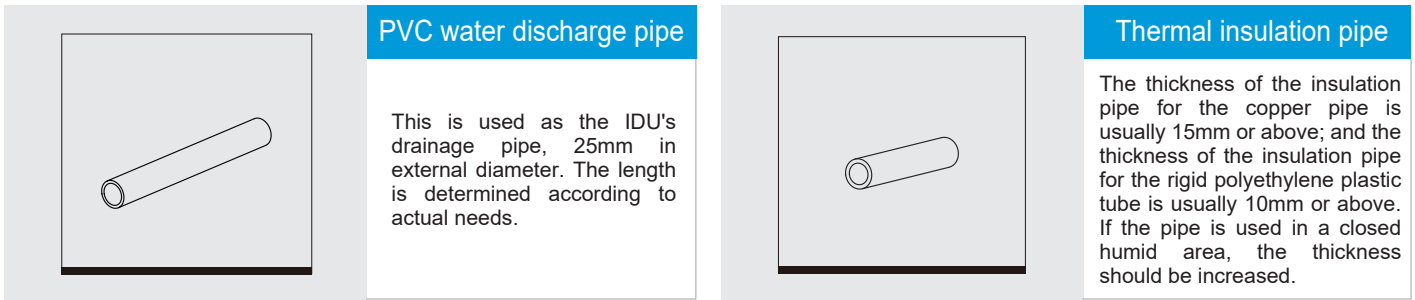 PVC water discharge pipe
This is used as the IDU's
drainage pipe, 25mm in
external diameter. The length
is determined according to
actual needs.
Thermal insulation pipe
The thickness of the insulation
pipe for the copper pipe is
usually 15mm or above; and the
thickness of the insulation pipe
for the rigid polyethylene plastic
tube is usually 10mm or above.
If the pipe is used in a closed
humid area, the thickness
should be increased.